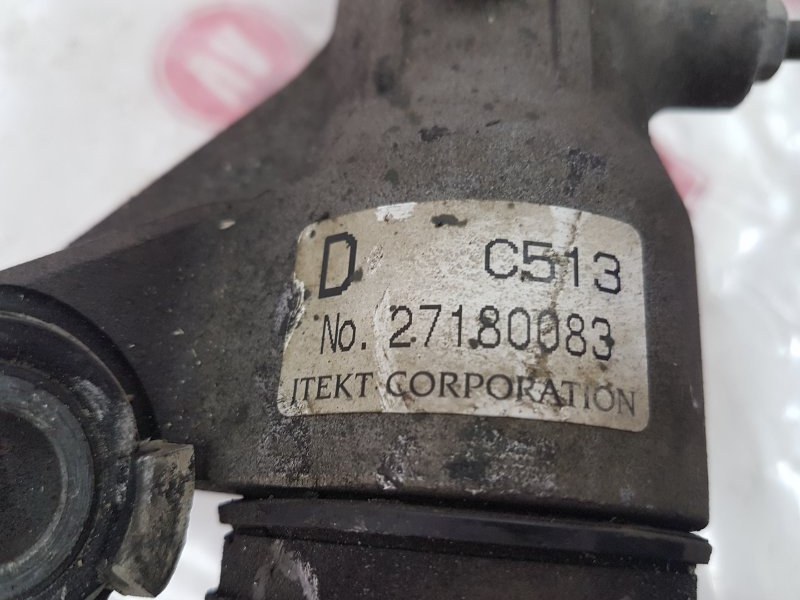 D C513
No. 27180083
JTEKT CORPORATION